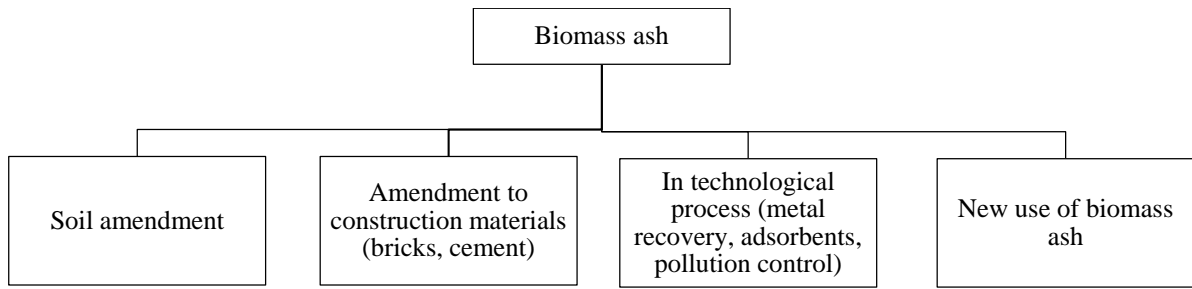 Biomass ash
Soil amendment
Amendment to
construction materials
(bricks, cement)
In technological
process (metal
recovery, adsorbents,
pollution control)
New use of biomass
ash